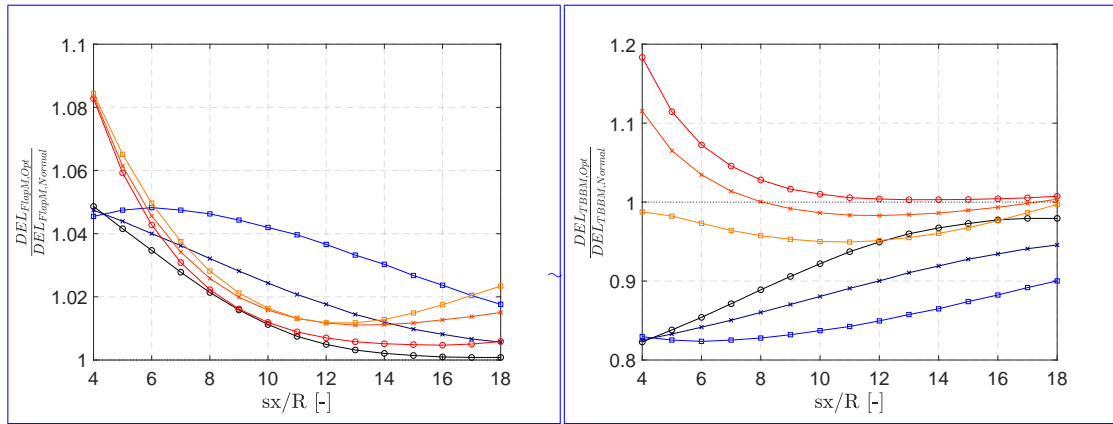 1.1
1.08
1.06
1.04
1.02
1
DEL_{FlapM,Opt}
DEL_{FlapM,Normal}
4 6 8 10 12 14 16 18
sx/R [-]
~
1.2
1.1
1
0.9
0.8
DEL_{TBBM,Opt}
DEL_{TBBM,Normal}
4 6 8 10 12 14 16 18
sx/R [-]